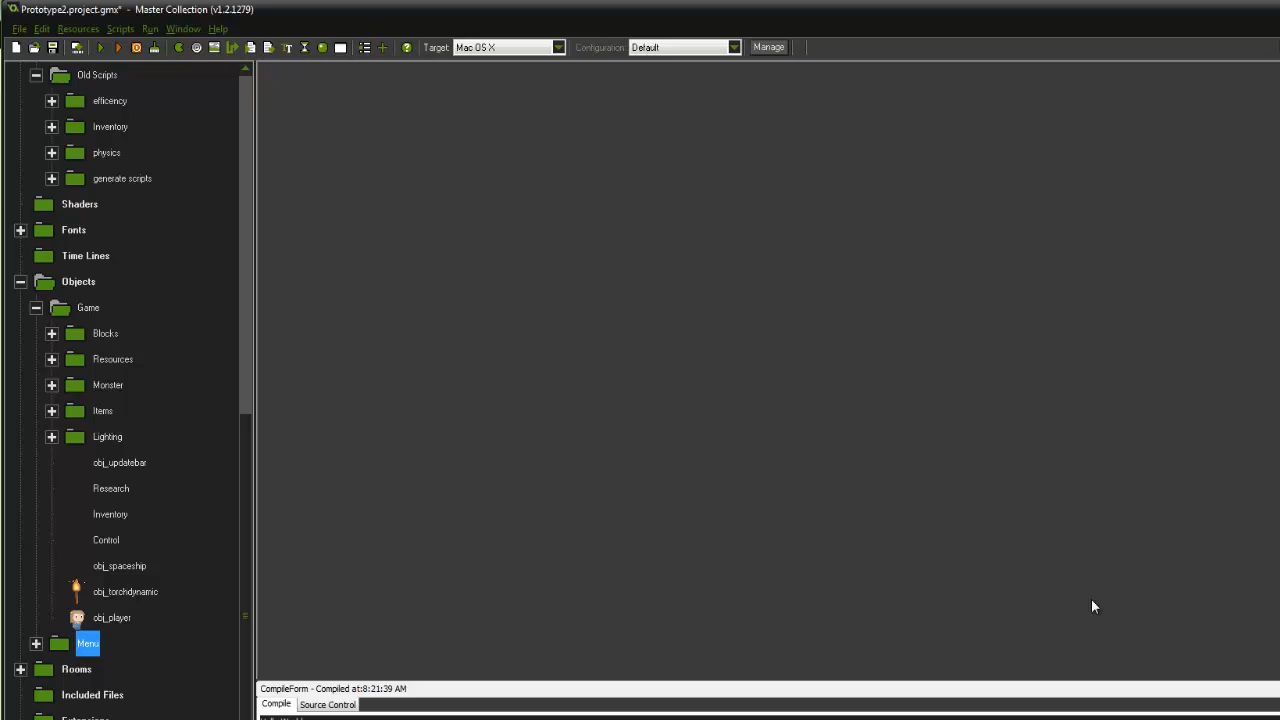 Prototype2.project.gmx* - Master Collection (v1.2.1279)
File Edit Resources Scripts Run Window Help
Target: Mac OS X Configuration: Default Manage
Old Scripts
efficency
Inventory
physics
generate scripts
Shaders
Fonts
Time Lines
Objects
Game
Blocks
Resources
Monster
Items
Lighting
obj_updatebar
Research
Inventory
Control
obj_spaceship
obj_torchdynamic
obj_player
Menu
Rooms
Included Files
CompileForm - Compiled at:8:21:39 AM
Compile Source Control